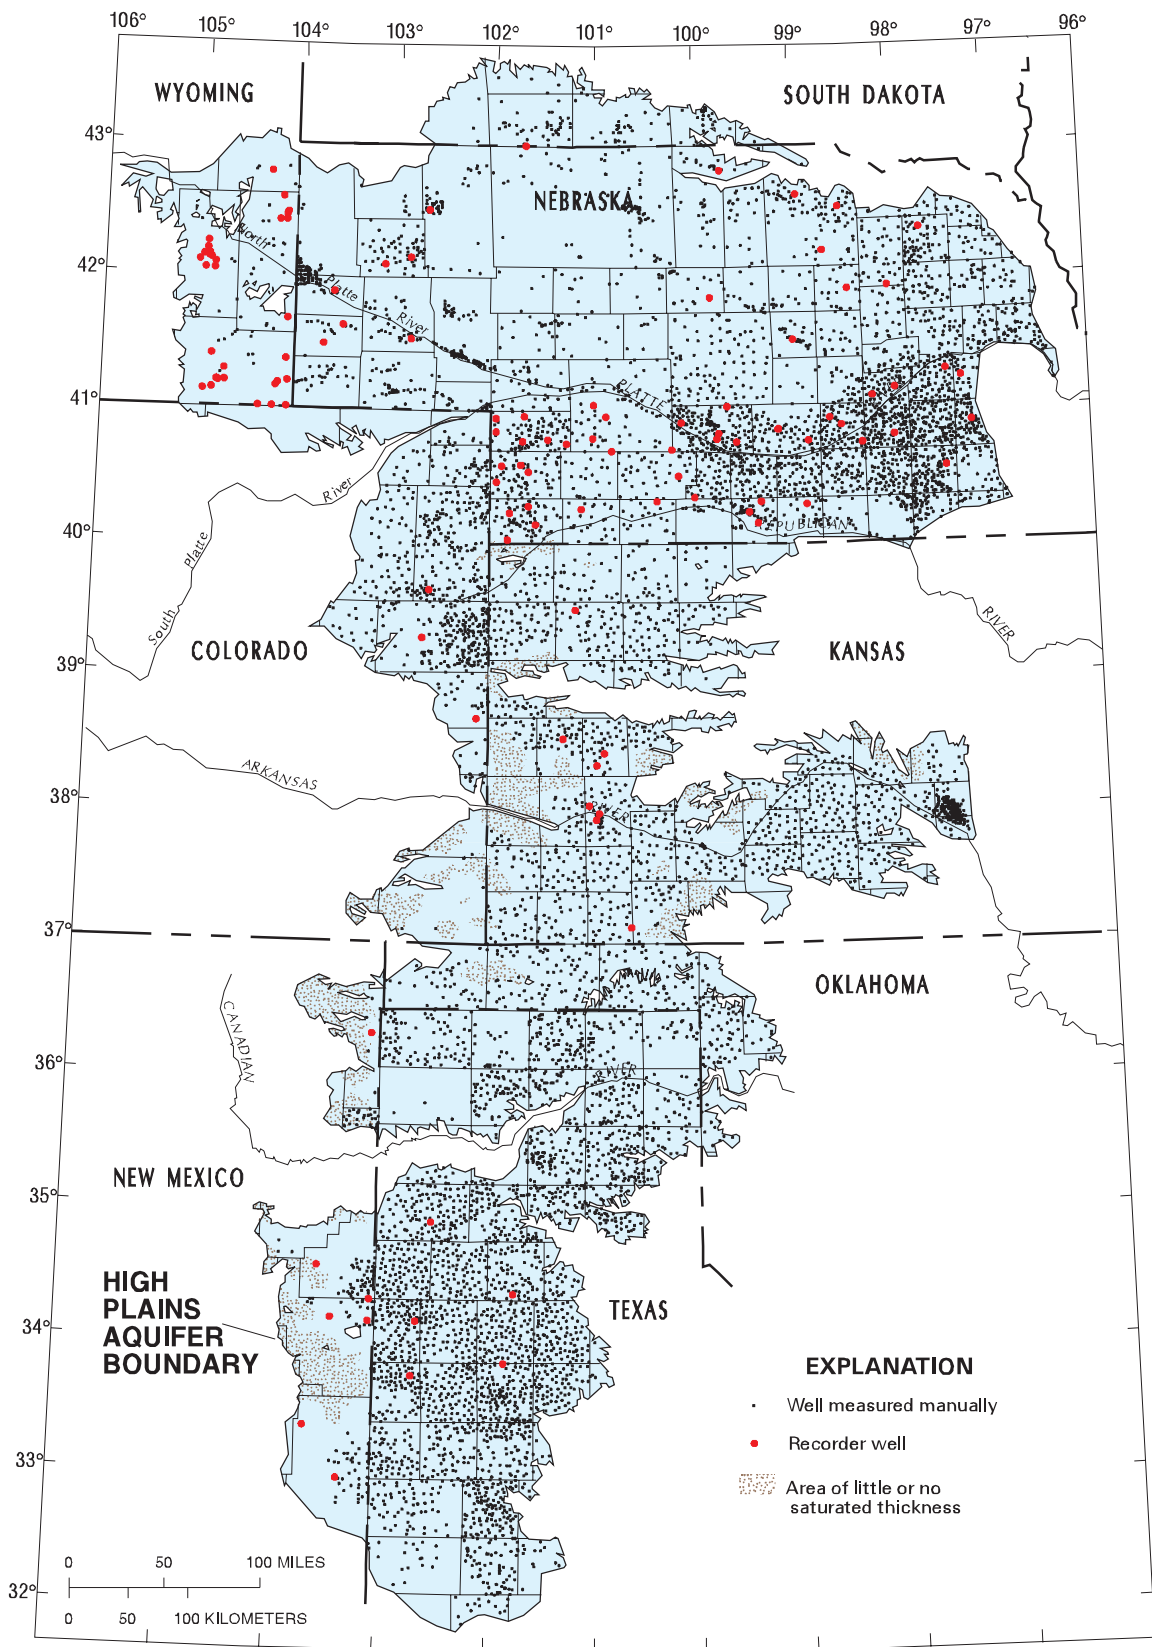 106° 105° 104° 103° 102° 101° 100° 99° 98° 97° 96°
WYOMING
SOUTH DAKOTA
43°
NEBRASKA
North
42°
Platte
River
41°
PLATTE
River
40°
REPUBLICAN
Platte
South
RIVER
COLORADO
KANSAS
39°
ARKANSAS
38°
RIVER
37°
OKLAHOMA
CANADIAN
36°
RIVER
NEW MEXICO
35°
HIGH
PLAINS
AQUIFER
BOUNDARY
TEXAS
34°
EXPLANATION
Well measured manually
Recorder well
Area of little or no
saturated thickness
33°
0 50 100 MILES
32°
0 50 100 KILOMETERS